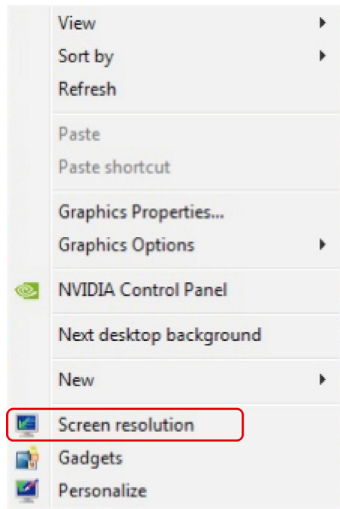 View
Sort by
Refresh
Paste
Paste shortcut
Graphics Properties...
Graphics Options
NVIDIA Control Panel
Next desktop background
New
Screen resolution
Gadgets
Personalize